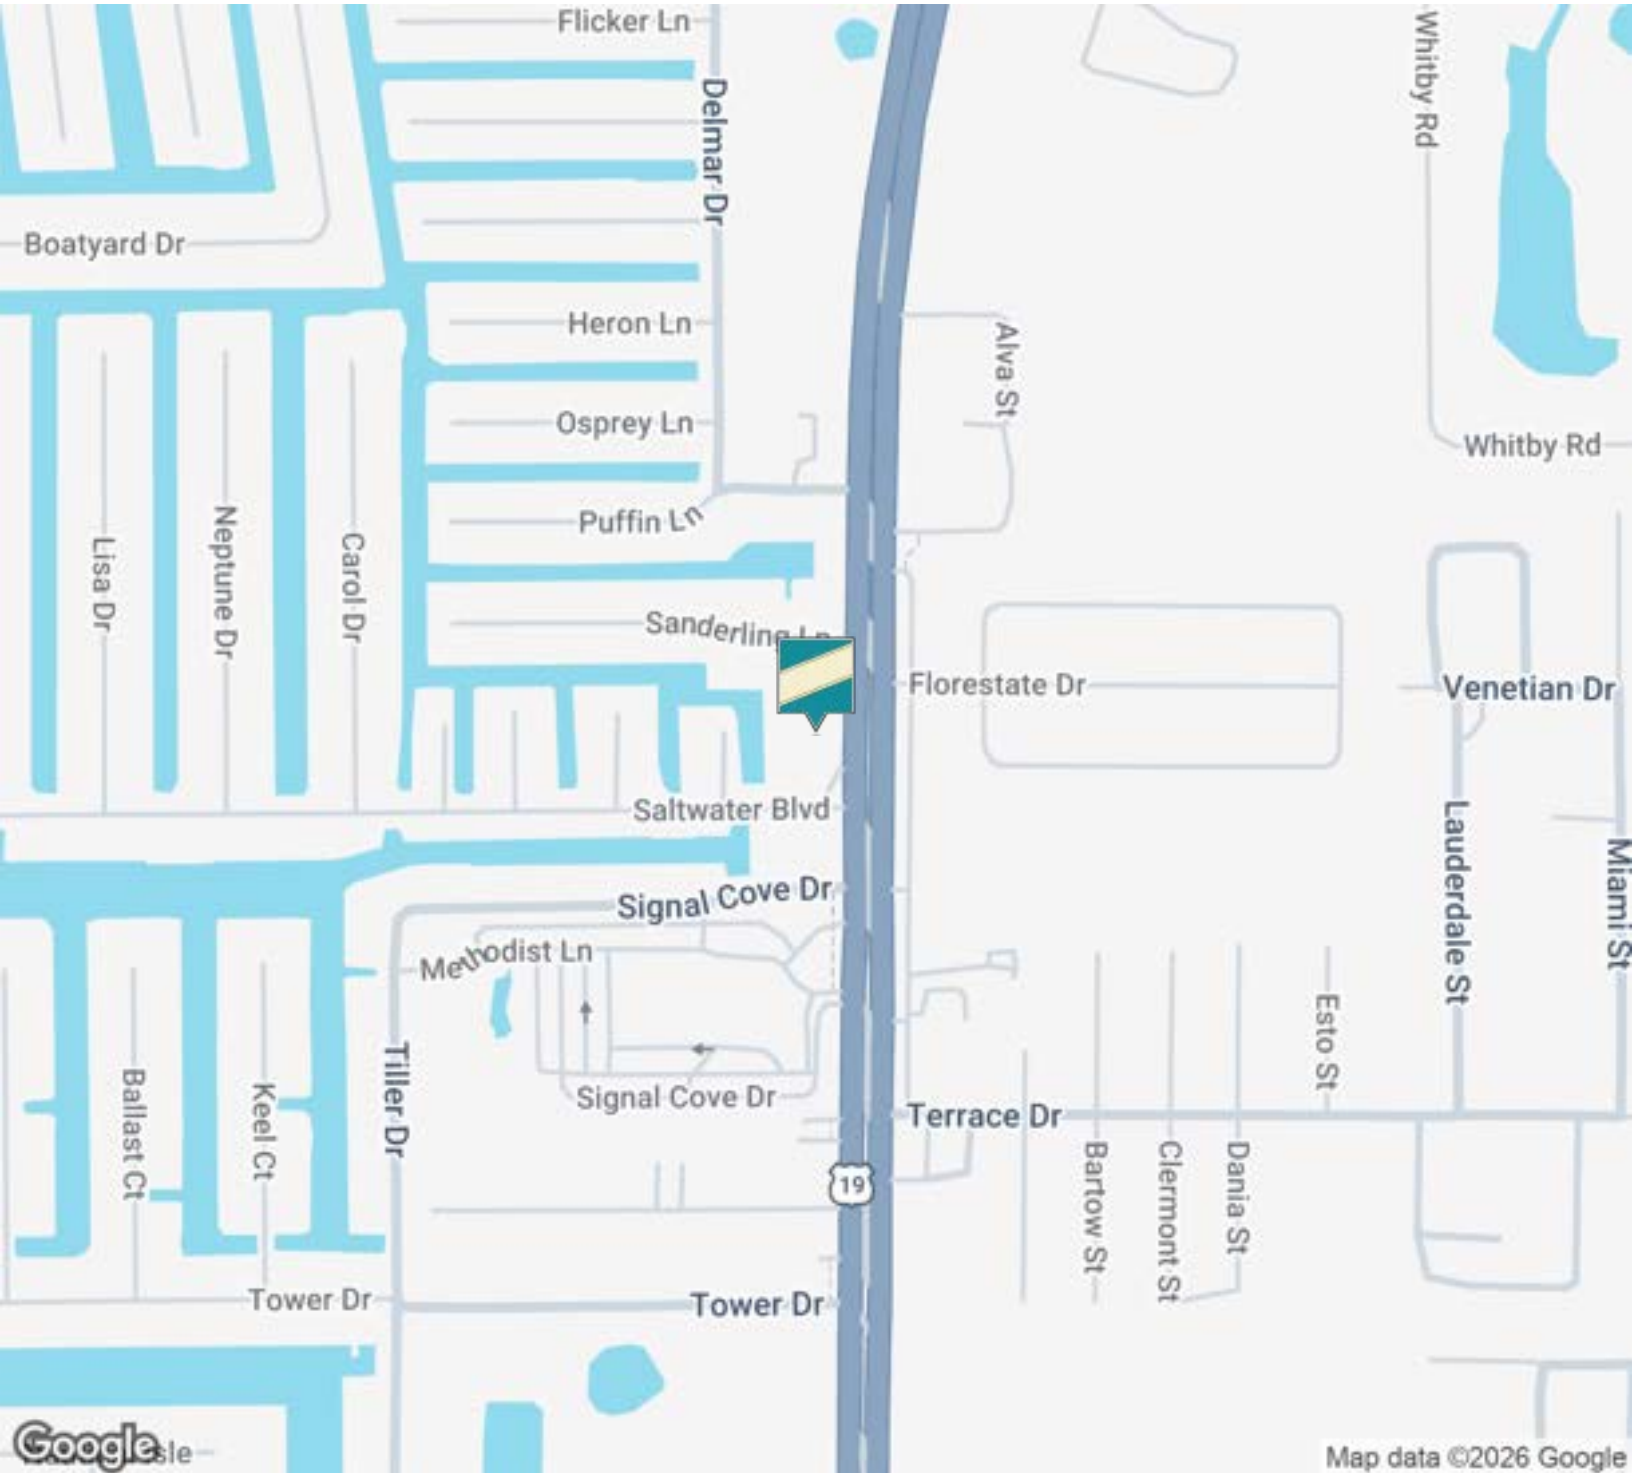 Flicker Ln
Delmar Dr
Whitby Rd
Boatyard Dr
Heron Ln
Alva St
Osprey Ln
Whitby Rd
Puffin Ln
Lisa Dr
Neptune Dr
Carol Dr
Sanderling Ln
Florestate Dr
Venetian Dr
Saltwater Blvd
Lauderdale St
Miami St
Signal Cove Dr
Methodist Ln
Esto St
Tiller Dr
Ballast Ct
Keel Ct
Signal Cove Dr
Terrace Dr
19
Bartow St
Clermont St
Dania St
Tower Dr
Tower Dr
Google
Map data ©2026 Google